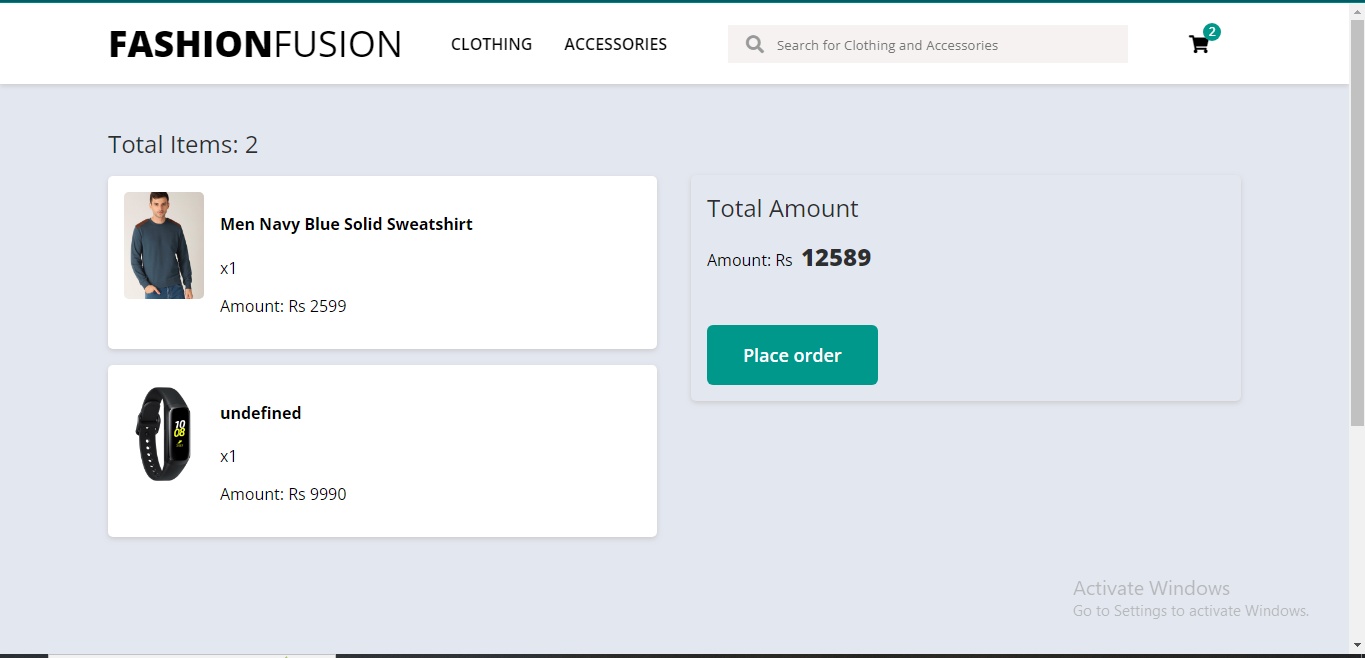 FASHIONFUSION
CLOTHING
ACCESSORIES
Search for Clothing and Accessories
2
Total Items: 2
Men Navy Blue Solid Sweatshirt
x1
Amount: Rs 2599
undefined
x1
Amount: Rs 9990
10
08
Total Amount
Amount: Rs 12589
Place order
Activate Windows
Go to Settings to activate Windows.